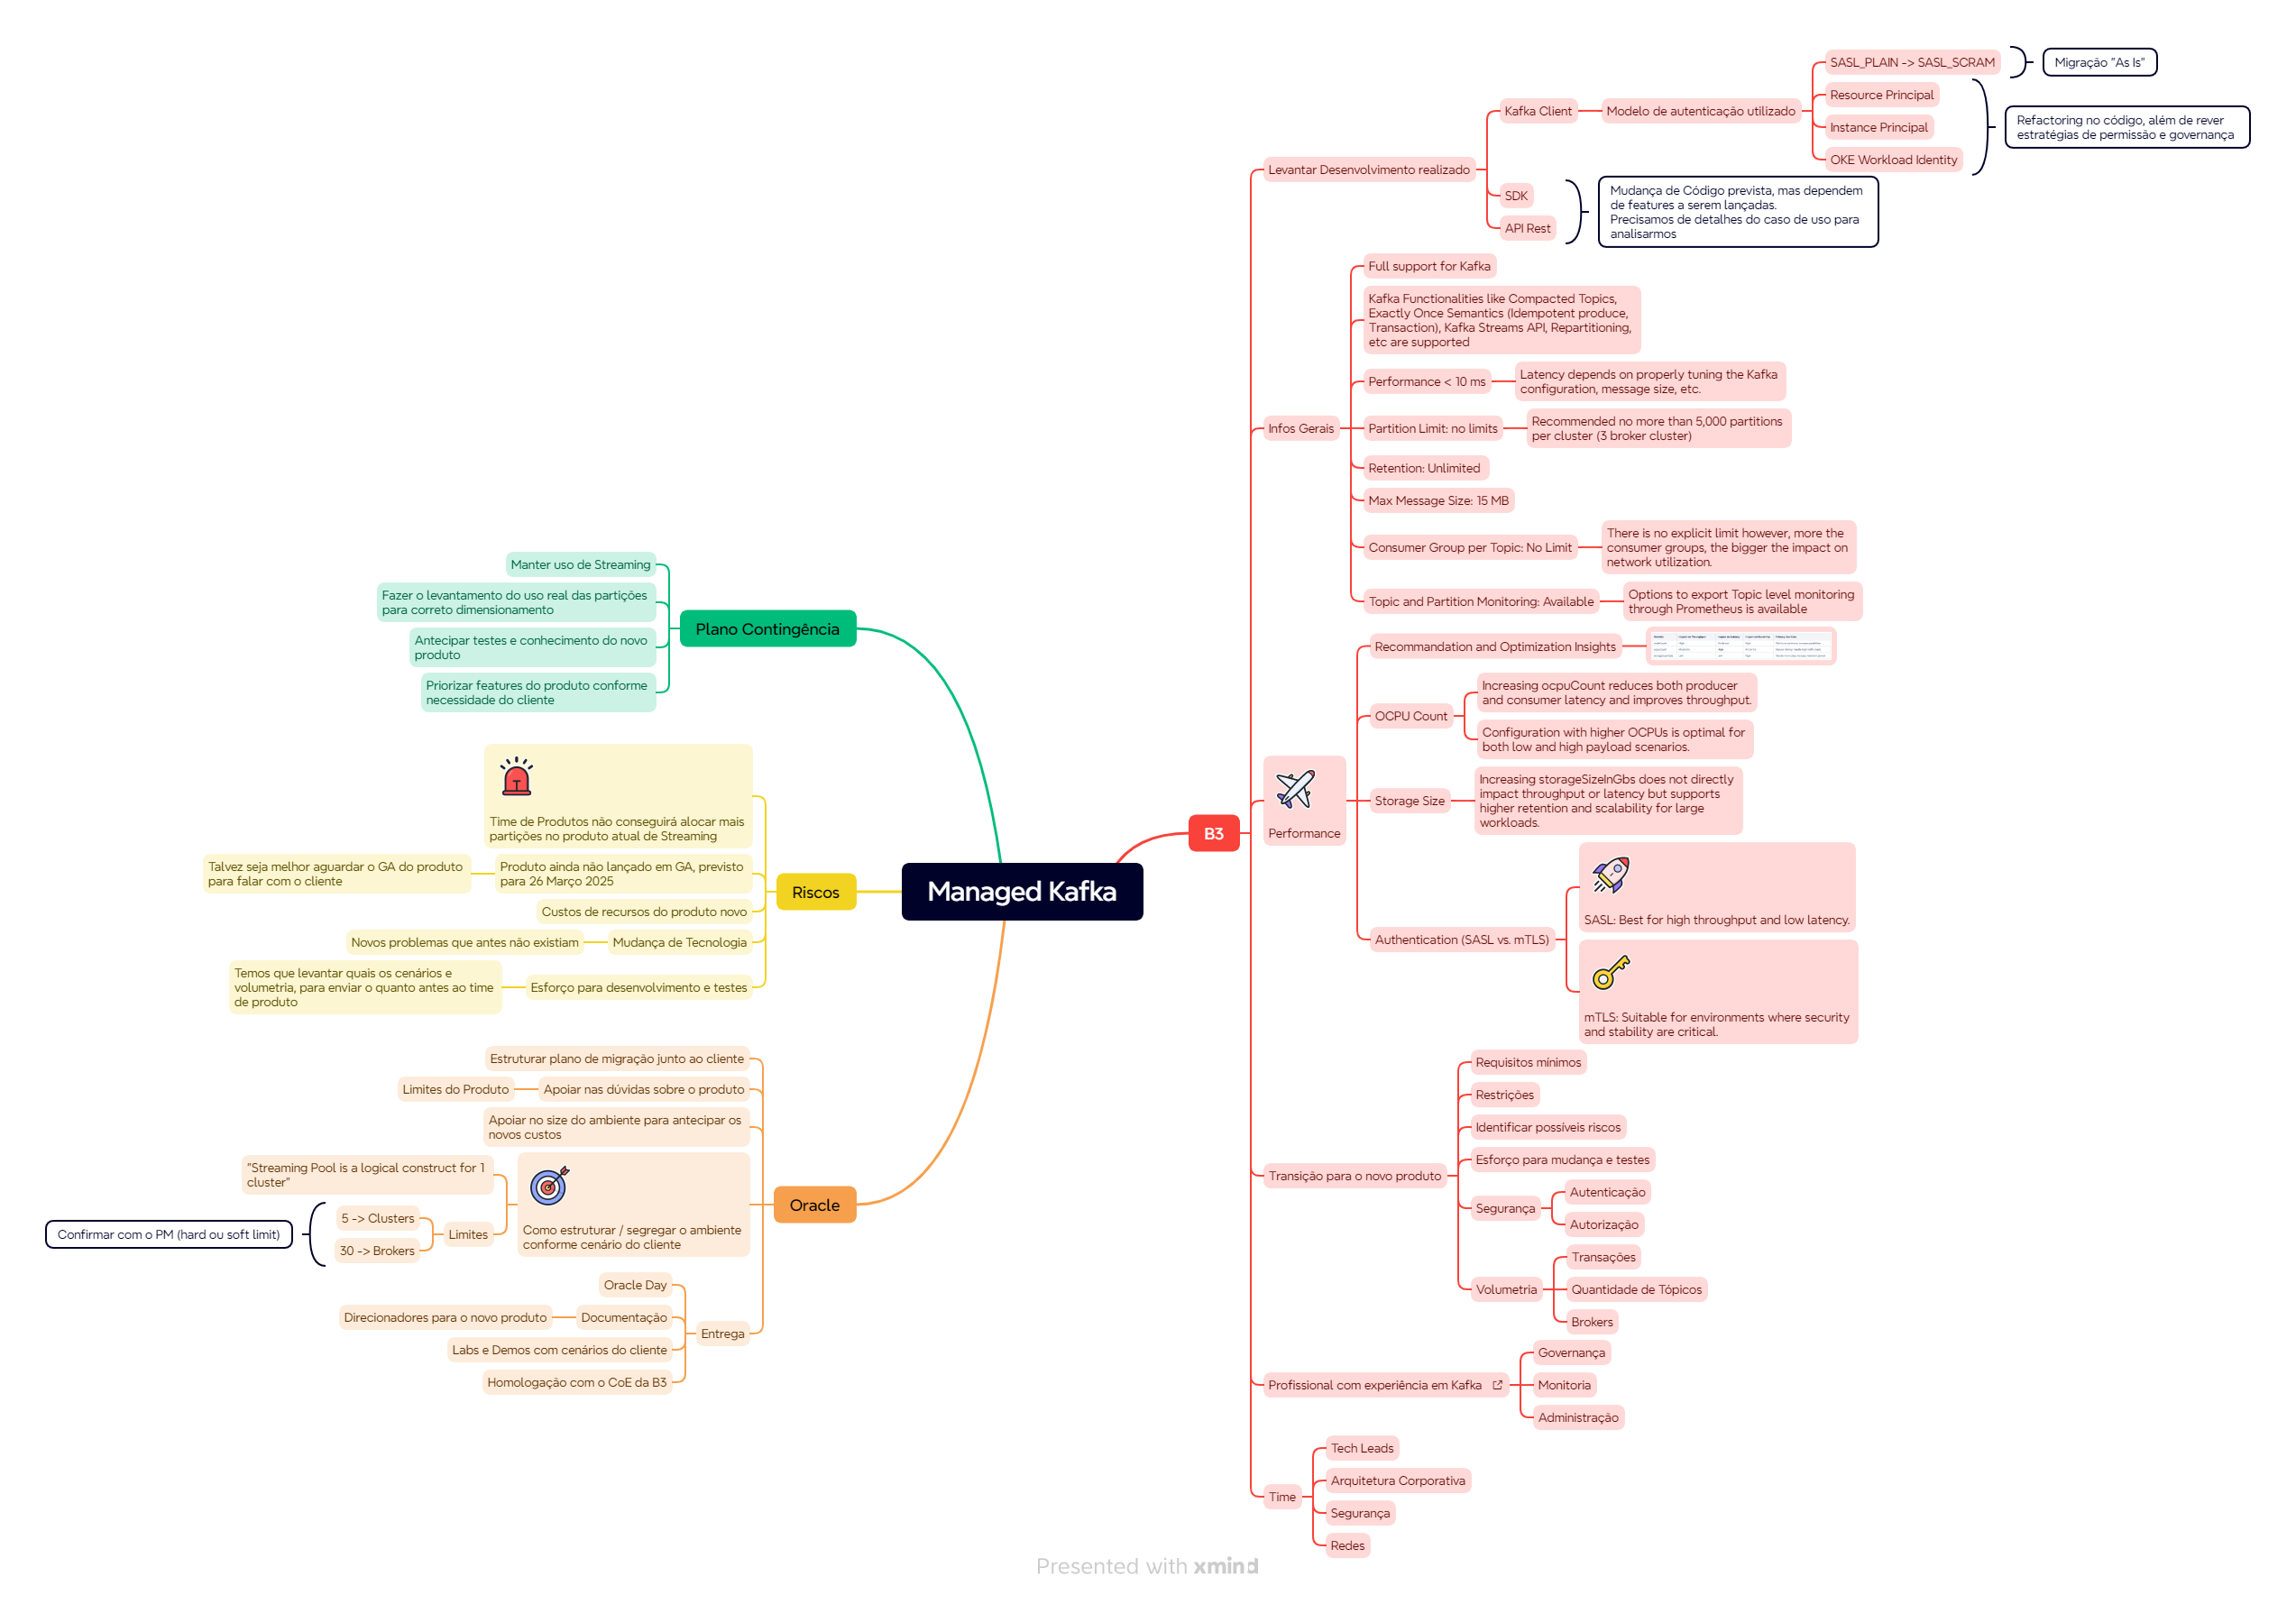 Managed Kafka
B3
Levantar Desenvolvimento realizado
Kafka Client
Modelo de autenticação utilizado
SASL_PLAIN -> SASL_SCRAM
Migração "As Is"
Resource Principal
Instance Principal
OKE Workload Identity
Refactoring no código, além de rever
estratégias de permissão e governança
SDK
API Rest
Mudança de Código prevista, mas dependem
de features a serem lançadas.
Precisamos de detalhes do caso de uso para
analisarmos
Infos Gerais
Full support for Kafka
Kafka Functionalities like Compacted Topics,
Exactly Once Semantics (Idempotent produce,
Transaction), Kafka Streams API, Repartitioning,
etc are supported
Performance < 10 ms
Latency depends on properly tuning the Kafka
configuration, message size, etc.
Partition Limit: no limits
Recommended no more than 5,000 partitions
per cluster (3 broker cluster)
Retention: Unlimited
Max Message Size: 15 MB
Consumer Group per Topic: No Limit
There is no explicit limit however, more the
consumer groups, the bigger the impact on
network utilization.
Topic and Partition Monitoring: Available
Options to export Topic level monitoring
through Prometheus is available
Performance
Recommandation and Optimization Insights
OCPU Count
Increasing ocpuCount reduces both producer
and consumer latency and improves throughput.
Configuration with higher OCPUs is optimal for
both low and high payload scenarios.
Storage Size
Increasing storageSizeInGbs does not directly
impact throughput or latency but supports
higher retention and scalability for large
workloads.
Authentication (SASL vs. mTLS)
SASL: Best for high throughput and low latency.
mTLS: Suitable for environments where security
and stability are critical.
Transição para o novo produto
Requisitos mínimos
Restrições
Identificar possíveis riscos
Esforço para mudança e testes
Segurança
Autenticação
Autorização
Volumetria
Transações
Quantidade de Tópicos
Brokers
Profissional com experiência em Kafka
Governança
Monitoria
Administração
Time
Tech Leads
Arquitetura Corporativa
Segurança
Redes
Plano Contingência
Manter uso de Streaming
Fazer o levantamento do uso real das partições
para correto dimensionamento
Antecipar testes e conhecimento do novo
produto
Priorizar features do produto conforme
necessidade do cliente
Riscos
Time de Produtos não conseguirá alocar mais
partições no produto atual de Streaming
Produto ainda não lançado em GA, previsto
para 26 Março 2025
Talvez seja melhor aguardar o GA do produto
para falar com o cliente
Custos de recursos do produto novo
Mudança de Tecnologia
Novos problemas que antes não existiam
Esforço para desenvolvimento e testes
Temos que levantar quais os cenários e
volumetria, para enviar o quanto antes ao time
de produto
Oracle
Estruturar plano de migração junto ao cliente
Apoiar nas dúvidas sobre o produto
Limites do Produto
Apoiar no size do ambiente para antecipar os
novos custos
Como estruturar / segregar o ambiente
conforme cenário do cliente
"Streaming Pool is a logical construct for 1
cluster"
Limites
5 -> Clusters
30 -> Brokers
Confirmar com o PM (hard ou soft limit)
Entrega
Oracle Day
Documentação
Direcionadores para o novo produto
Labs e Demos com cenários do cliente
Homologação com o CoE da B3
Presented with xmind